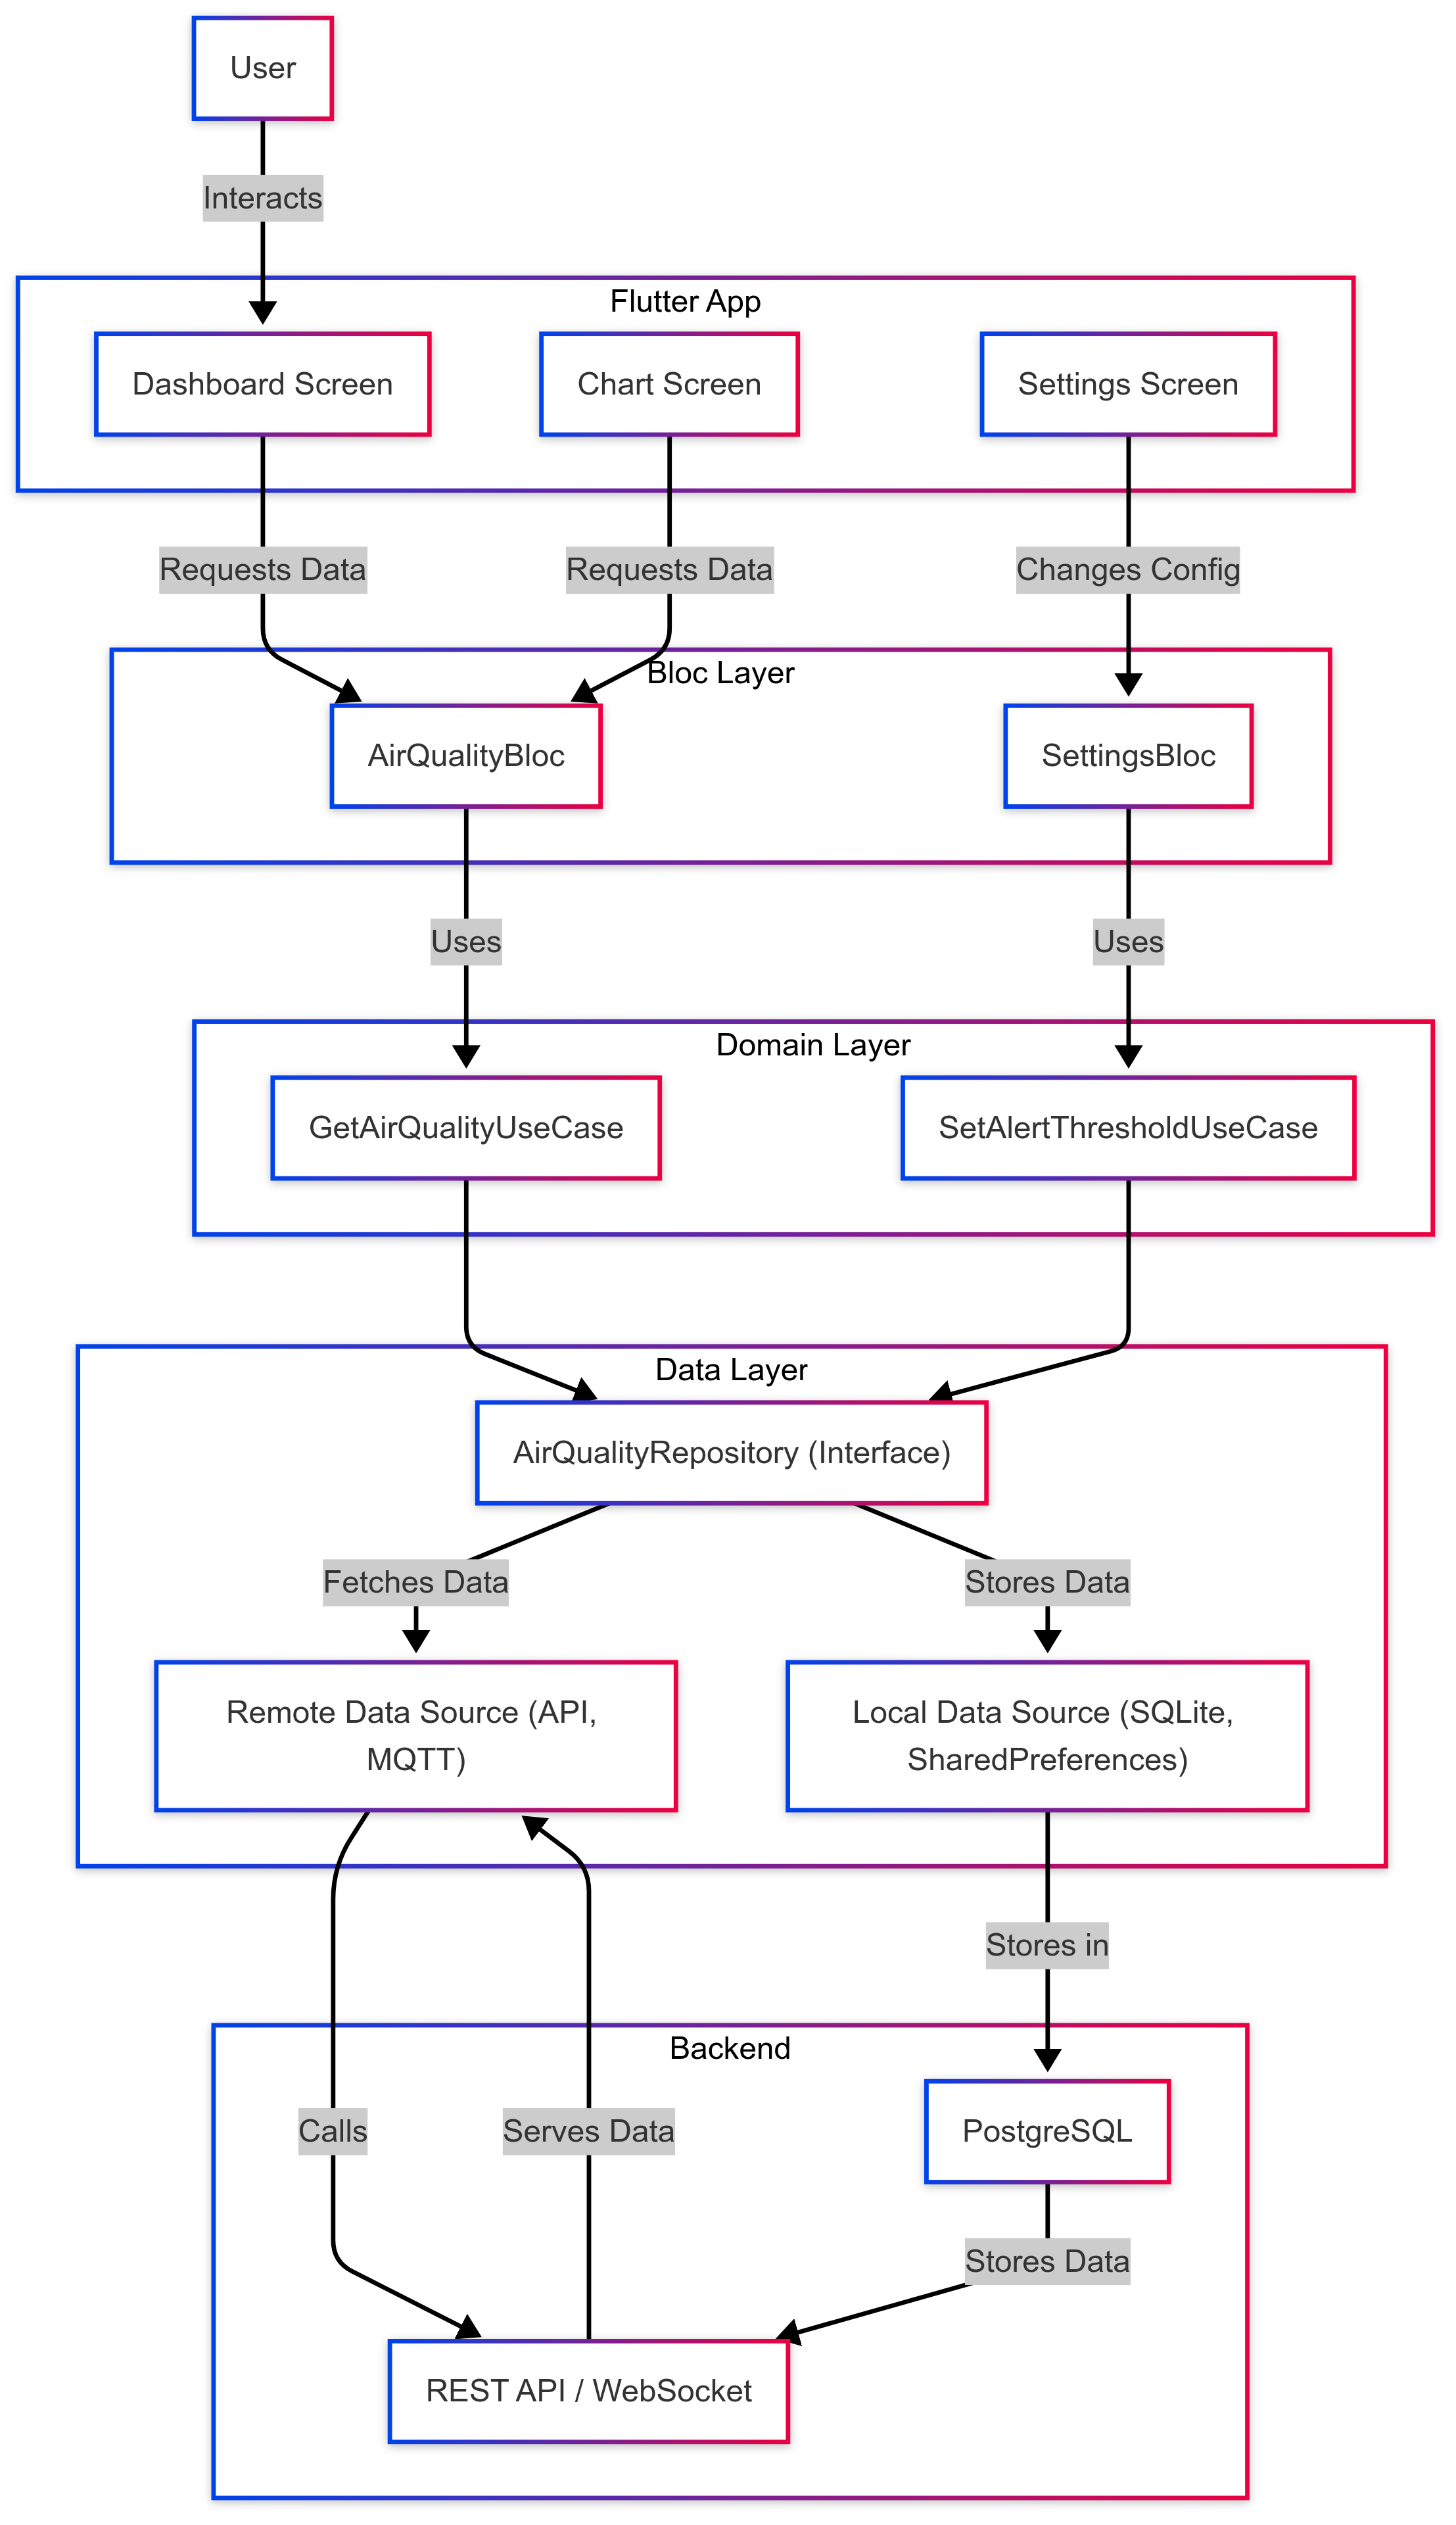 User
Interacts
Flutter App
Dashboard Screen
Chart Screen
Settings Screen
Requests Data
Requests Data
Changes Config
Bloc Layer
AirQualityBloc
SettingsBloc
Uses
Uses
Domain Layer
GetAirQualityUseCase
SetAlertThresholdUseCase
Data Layer
AirQualityRepository (Interface)
Fetches Data
Stores Data
Remote Data Source (API,
MQTT)
Local Data Source (SQLite,
SharedPreferences)
Stores in
Backend
Calls
Serves Data
PostgreSQL
Stores Data
REST API / WebSocket